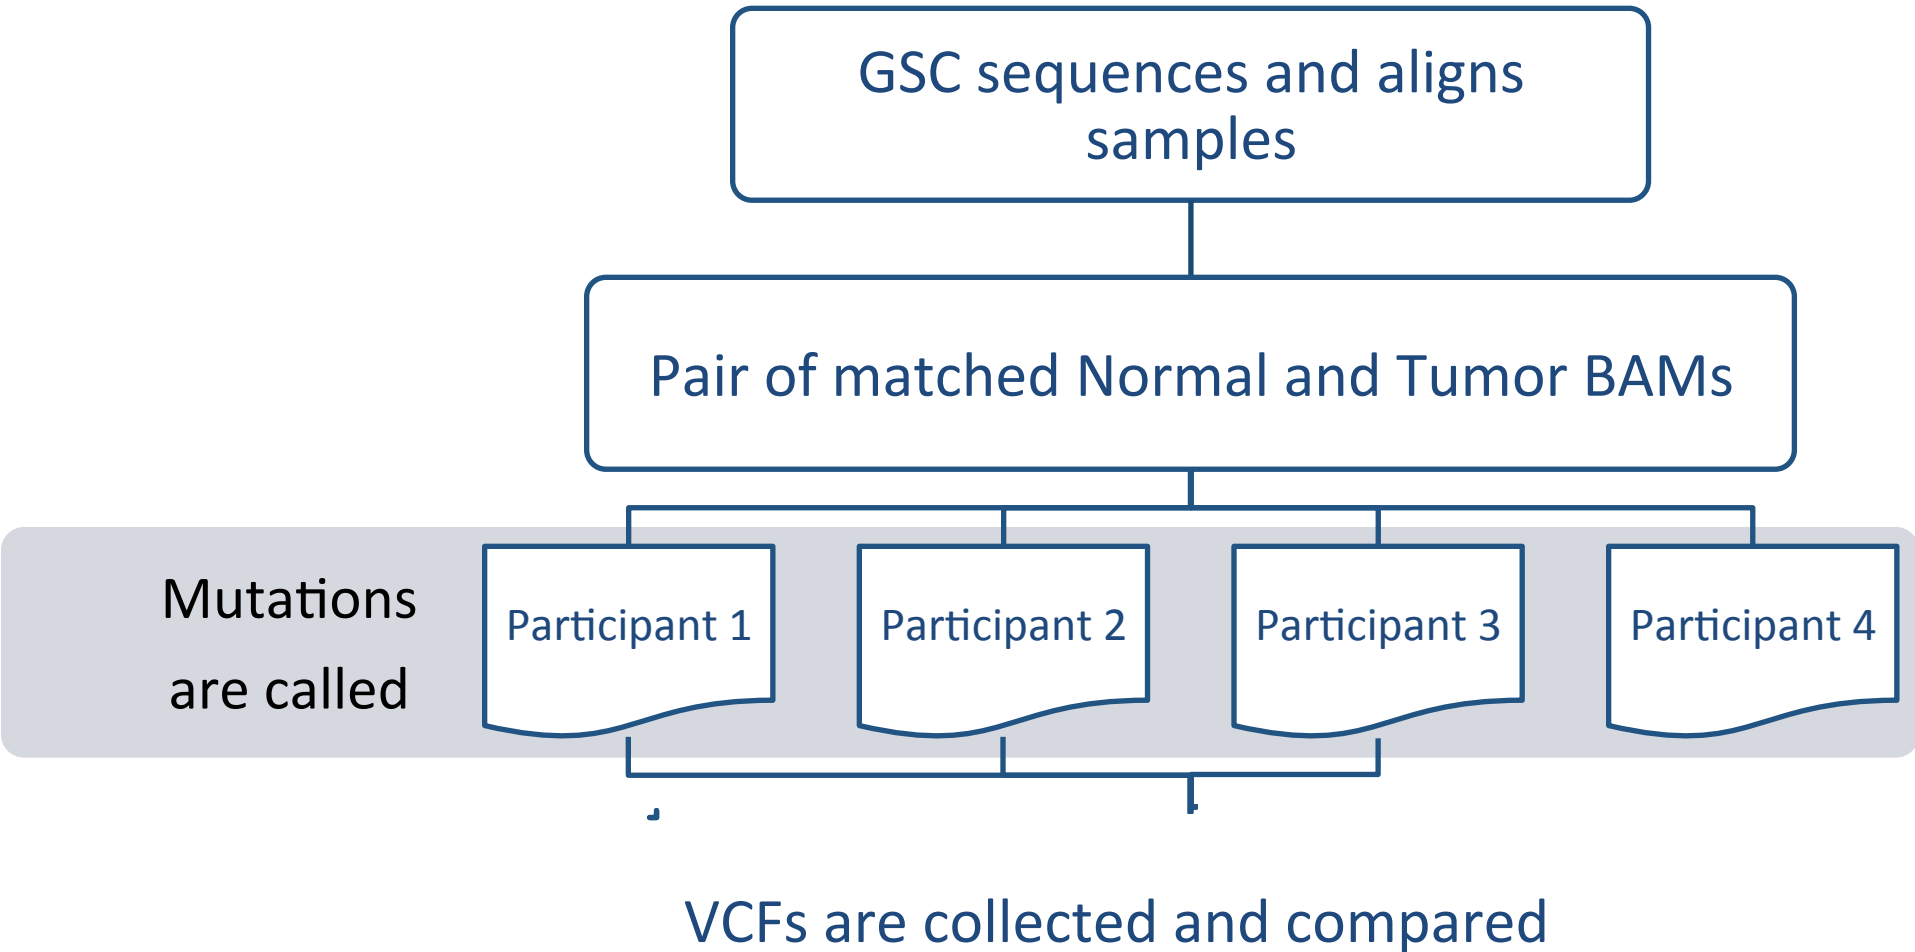 GSC sequences and aligns
samples
Pair of matched Normal and Tumor BAMs
Mutations
are called
Participant 1
Participant 2
Participant 3
Participant 4
VCFs are collected and compared